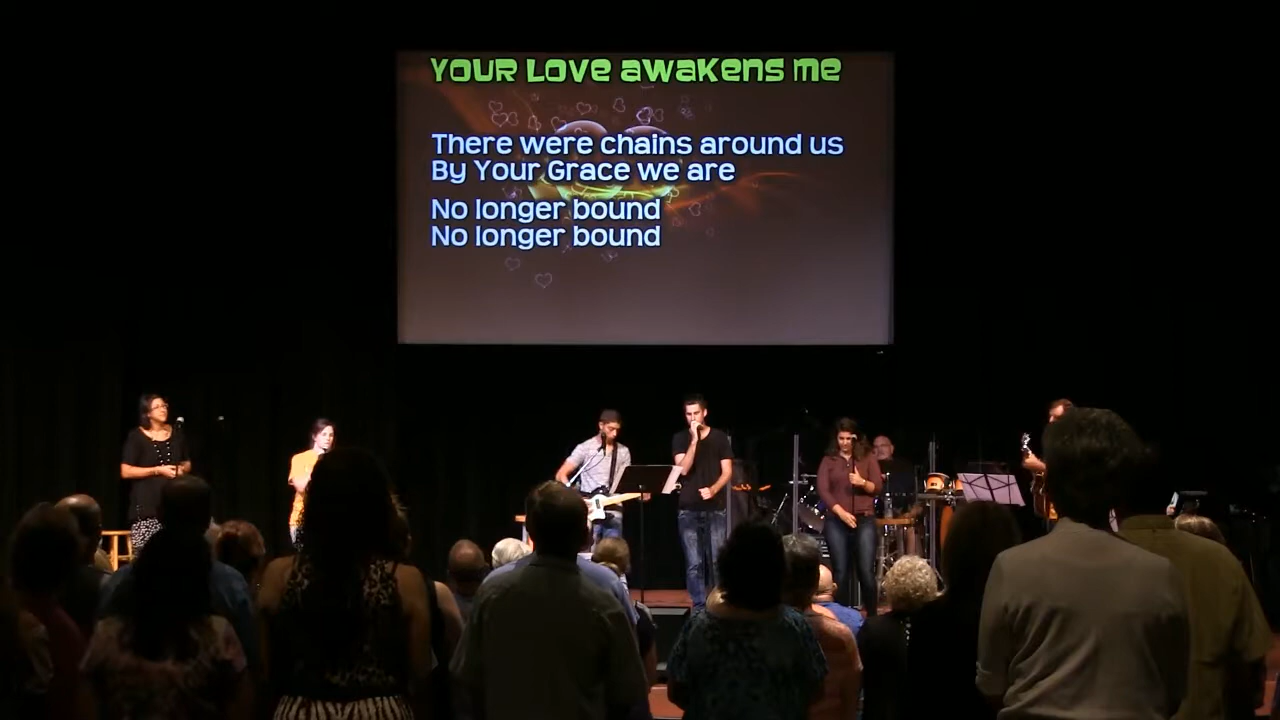 YOUR LOVE AWAKENS ME
There were chains around us
By Your Grace we are
No longer bound
No longer bound